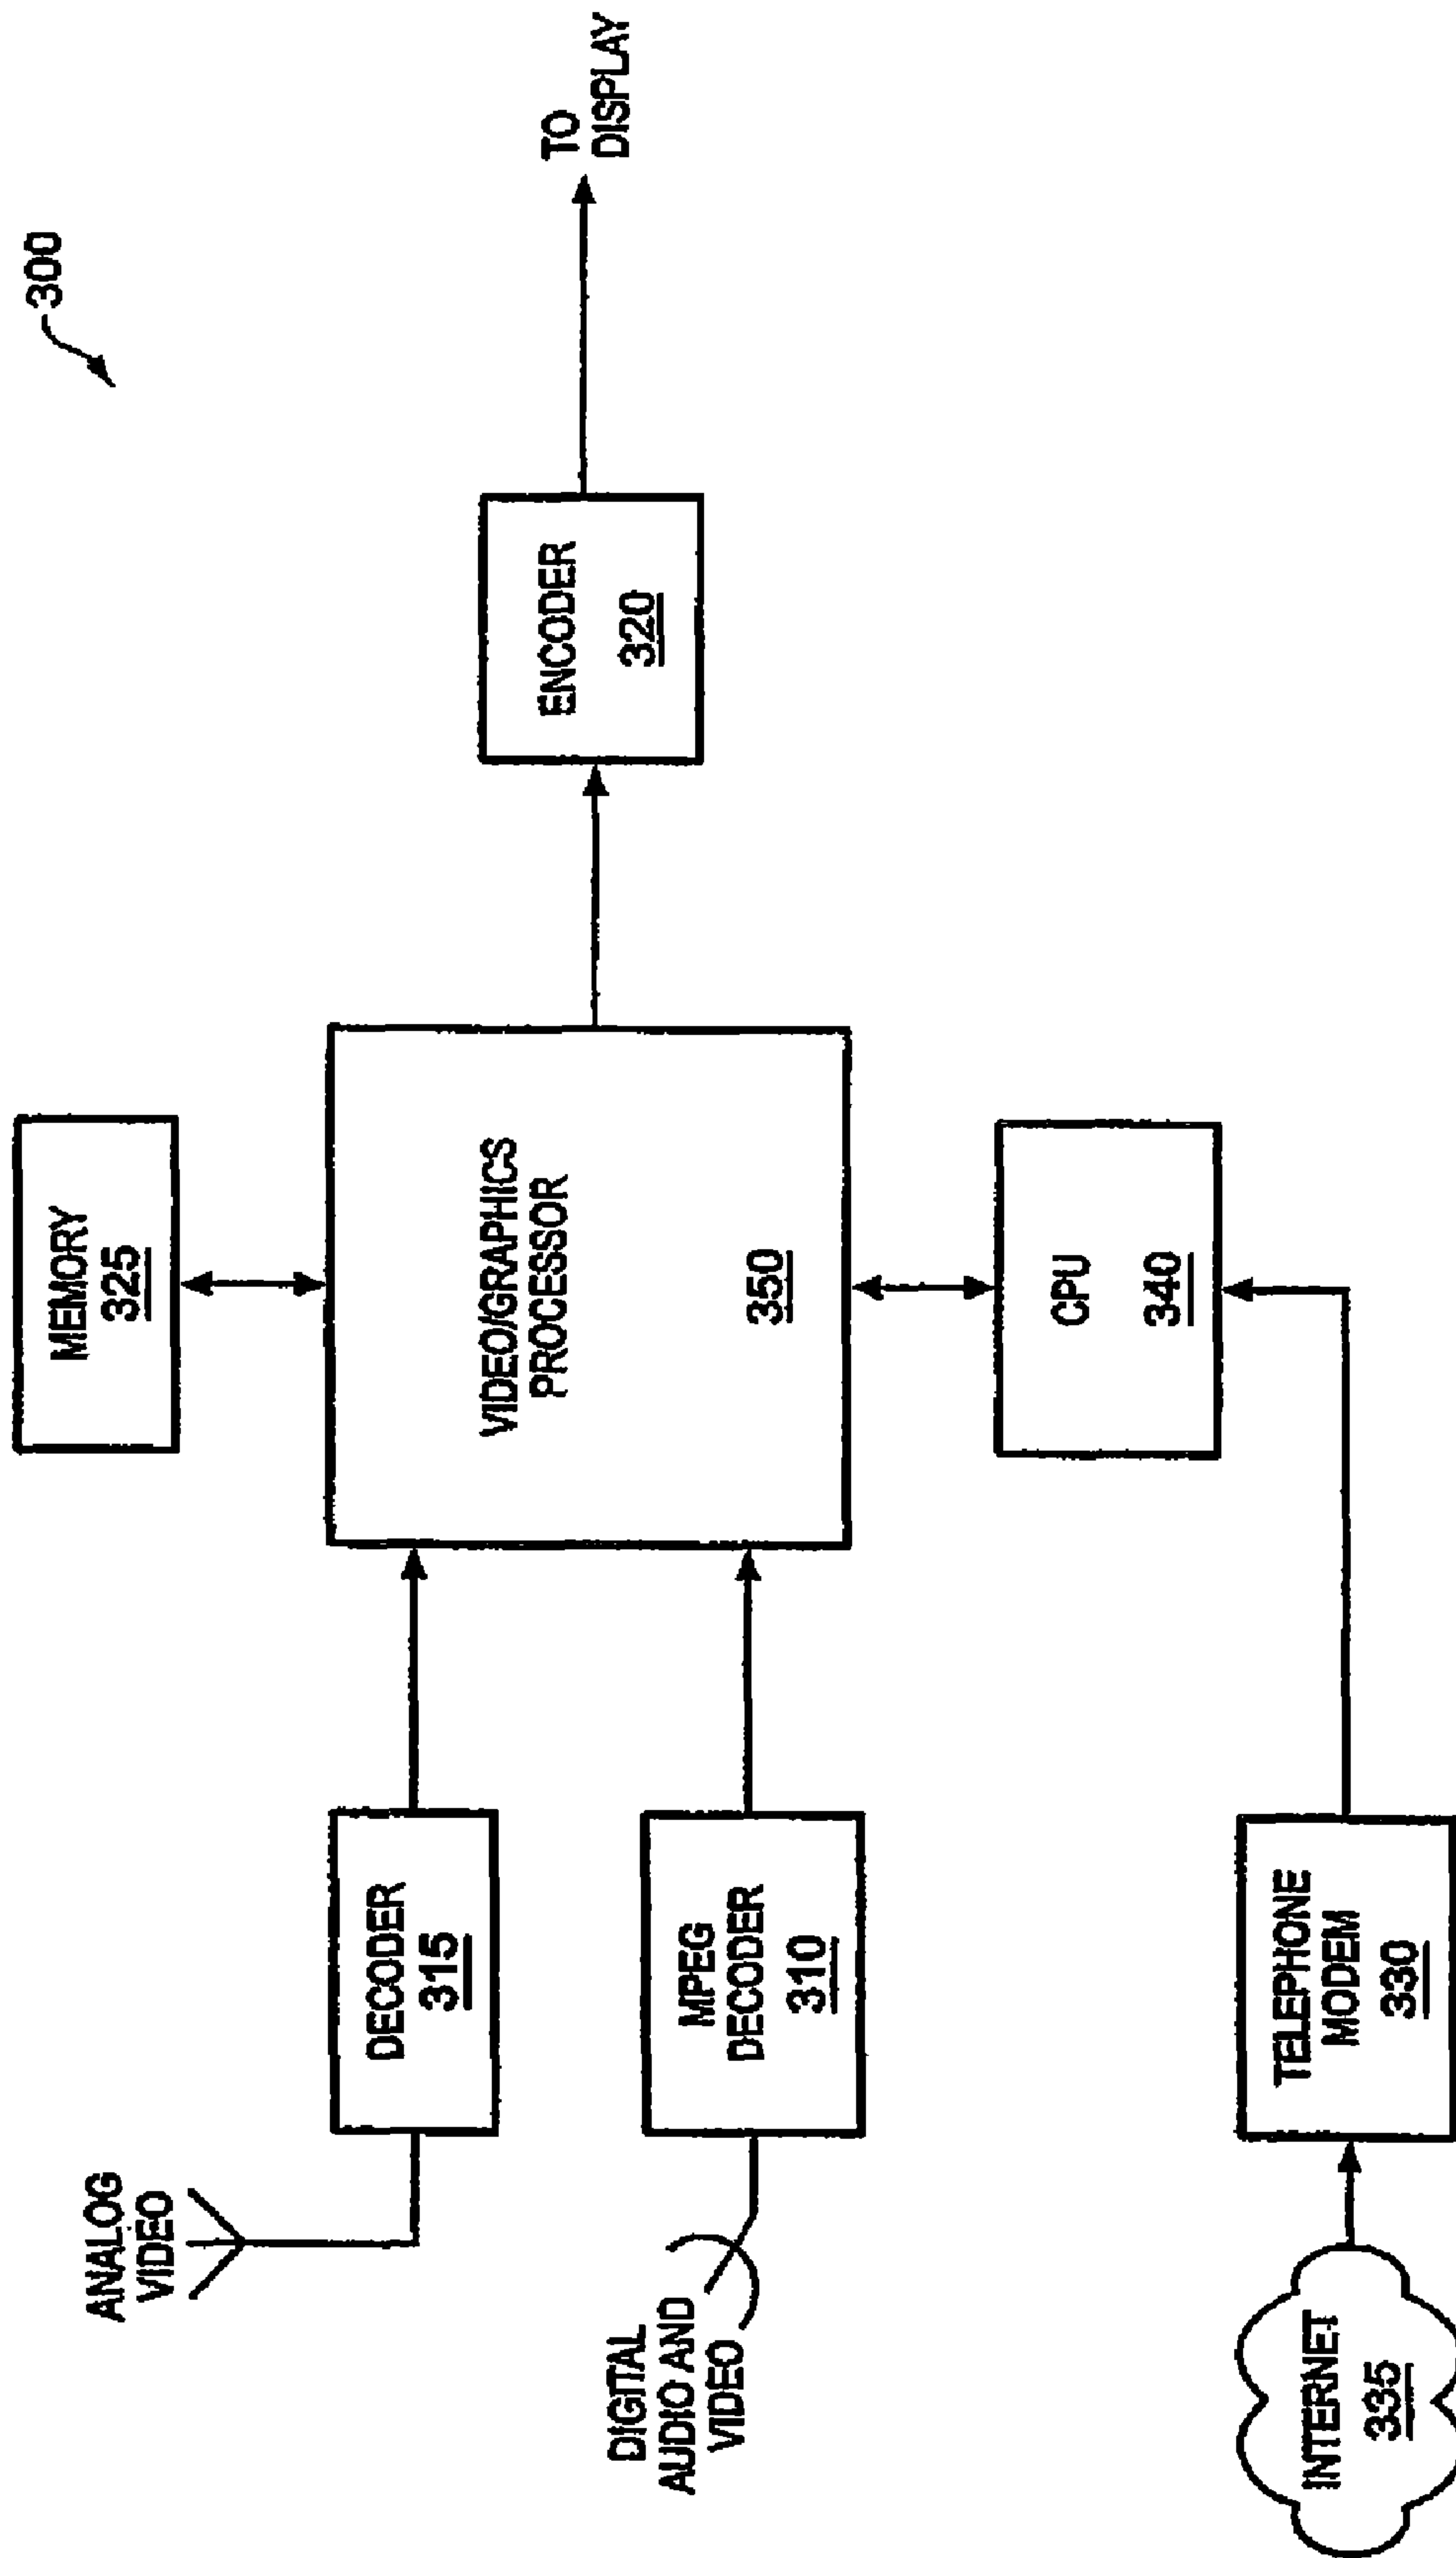 300
MEMORY
325
ANALOG
VIDEO
DECODER
315
VIDEO/GRAPHICS
PROCESSOR
350
ENCODER
320
TO
DISPLAY
DIGITAL
AUDIO AND
VIDEO
MPEG
DECODER
310
CPU
340
INTERNET
335
TELEPHONE
MODEM
330